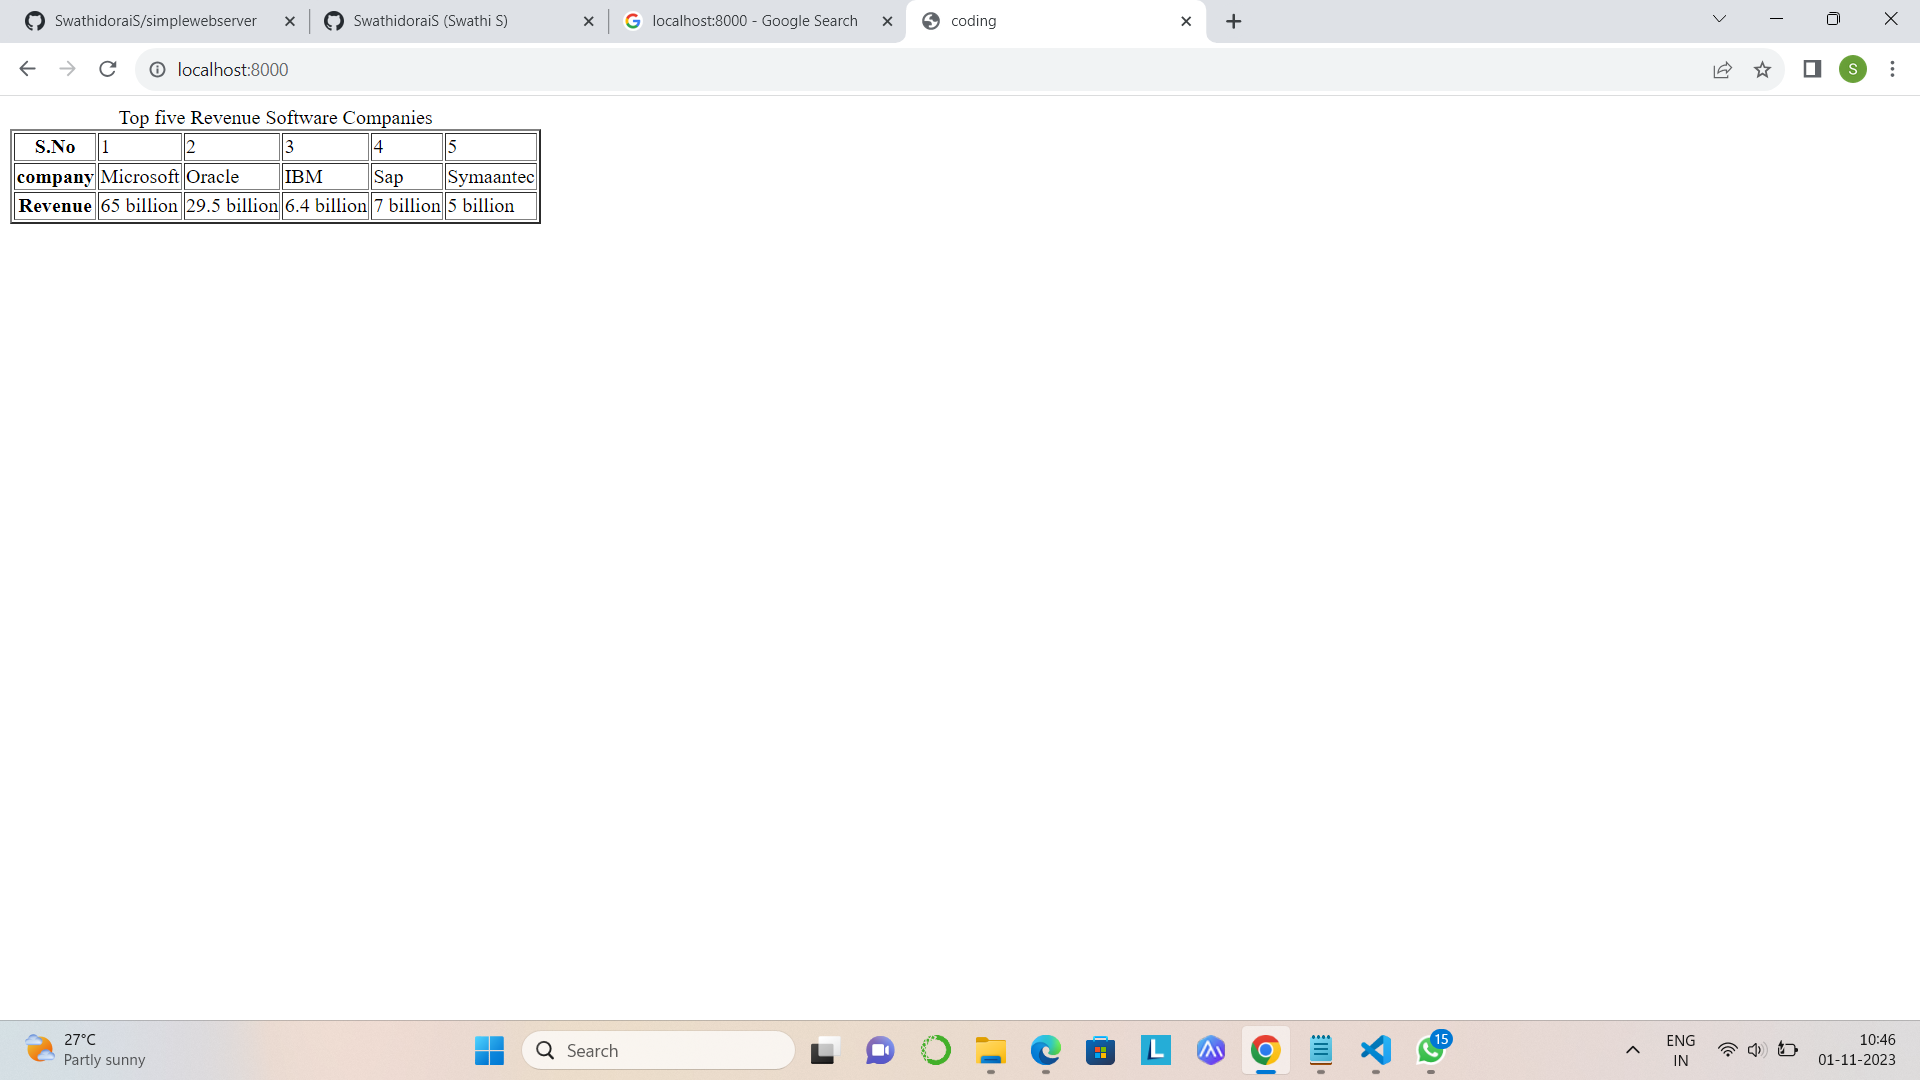 SwathidoraiS/simplewebserver
SwathidoraiS (Swathi S)
localhost:8000 - Google Search
coding
localhost:8000
S
Top five Revenue Software Companies
S.No 1 2 3 4 5
company Microsoft Oracle IBM Sap Symaantec
Revenue 65 billion 29.5 billion 6.4 billion 7 billion 5 billion
27°C
Partly sunny
Search
L
15
ENG
IN
10:46
01-11-2023